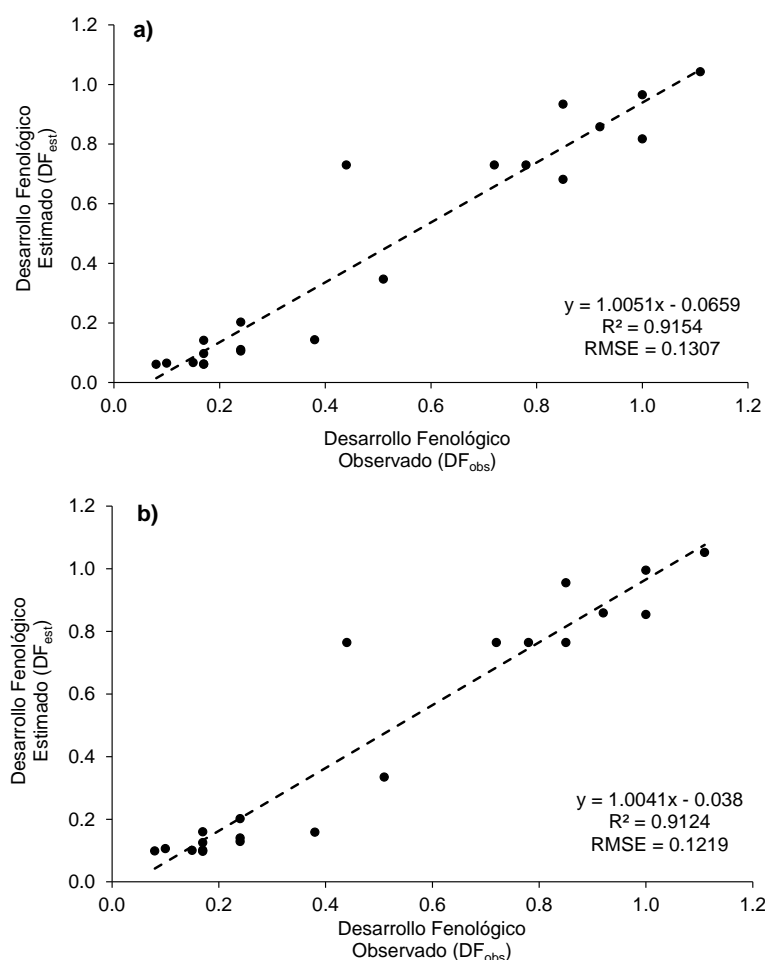 a)
Desarrollo Fenológico
Estimado (DFest)
1.2
1.0
0.8
0.6
0.4
0.2
0.0
y = 1.0051x - 0.0659
R² = 0.9154
RMSE = 0.1307
0.0 0.2 0.4 0.6 0.8 1.0 1.2
Desarrollo Fenológico
Observado (DFobs)
b)
Desarrollo Fenológico
Estimado (DFest)
1.2
1.0
0.8
0.6
0.4
0.2
0.0
y = 1.0041x - 0.038
R² = 0.9124
RMSE = 0.1219
0.0 0.2 0.4 0.6 0.8 1.0 1.2
Desarrollo Fenológico
Observado (DFobs)